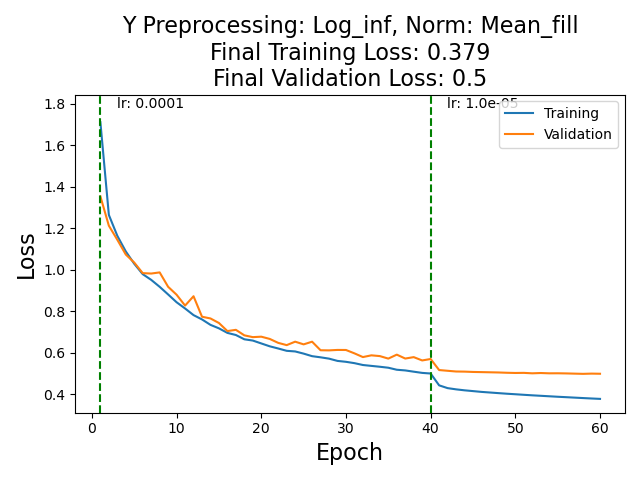 Y Preprocessing: Log_inf, Norm: Mean_fill
Final Training Loss: 0.379
Final Validation Loss: 0.5
lr: 0.0001
lr: 1.0e-05
Training
Validation
Loss
1.8
1.6
1.4
1.2
1.0
0.8
0.6
0.4
0
10
20
30
40
50
60
Epoch